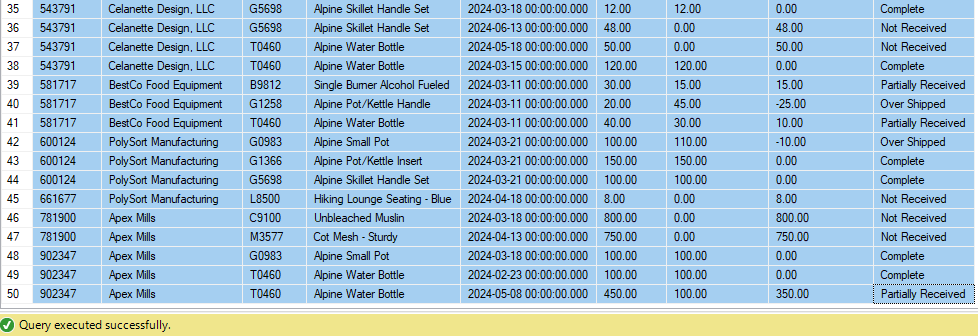 35 543791 Celanette Design, LLC G5698 Alpine Skillet Handle Set 2024-03-18 00:00:00.000 12.00 12.00 0.00 Complete
36 543791 Celanette Design, LLC G5698 Alpine Skillet Handle Set 2024-06-13 00:00:00.000 48.00 0.00 48.00 Not Received
37 543791 Celanette Design, LLC T0460 Alpine Water Bottle 2024-05-18 00:00:00.000 50.00 0.00 50.00 Not Received
38 543791 Celanette Design, LLC T0460 Alpine Water Bottle 2024-03-15 00:00:00.000 120.00 120.00 0.00 Complete
39 581717 BestCo Food Equipment B9812 Single Burner Alcohol Fueled 2024-03-11 00:00:00.000 30.00 15.00 15.00 Partially Received
40 581717 BestCo Food Equipment G1258 Alpine Pot/Kettle Handle 2024-03-11 00:00:00.000 20.00 45.00 -25.00 Over Shipped
41 581717 BestCo Food Equipment T0460 Alpine Water Bottle 2024-03-11 00:00:00.000 40.00 30.00 10.00 Partially Received
42 600124 PolySort Manufacturing G0983 Alpine Small Pot 2024-03-21 00:00:00.000 100.00 110.00 -10.00 Over Shipped
43 600124 PolySort Manufacturing G1366 Alpine Pot/Kettle Insert 2024-03-21 00:00:00.000 150.00 150.00 0.00 Complete
44 600124 PolySort Manufacturing G5698 Alpine Skillet Handle Set 2024-03-21 00:00:00.000 100.00 100.00 0.00 Complete
45 661677 PolySort Manufacturing L8500 Hiking Lounge Seating - Blue 2024-04-18 00:00:00.000 8.00 0.00 8.00 Not Received
46 781900 Apex Mills C9100 Unbleached Muslin 2024-03-18 00:00:00.000 800.00 0.00 800.00 Not Received
47 781900 Apex Mills M3577 Cot Mesh - Sturdy 2024-04-13 00:00:00.000 750.00 0.00 750.00 Not Received
48 902347 Apex Mills G0983 Alpine Small Pot 2024-03-18 00:00:00.000 100.00 100.00 0.00 Complete
49 902347 Apex Mills T0460 Alpine Water Bottle 2024-02-23 00:00:00.000 100.00 100.00 0.00 Complete
50 902347 Apex Mills T0460 Alpine Water Bottle 2024-05-08 00:00:00.000 450.00 100.00 350.00 Partially Received
Query executed successfully.